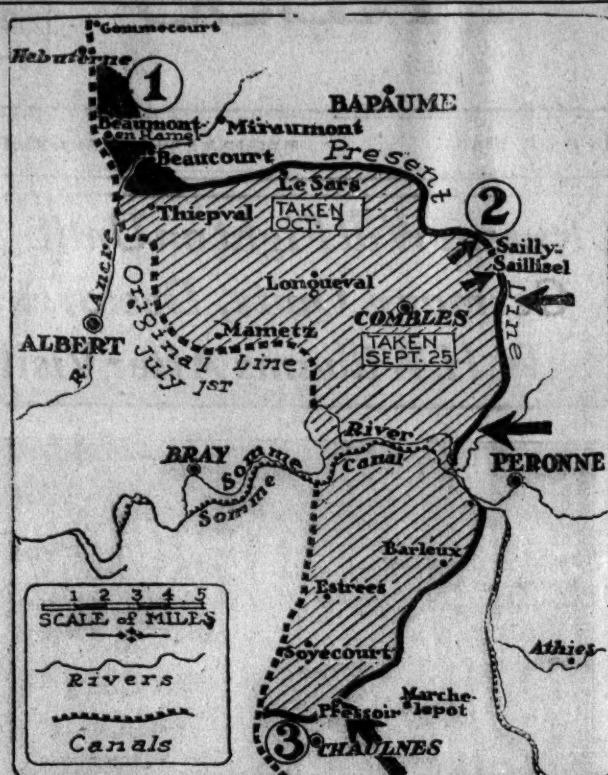 Gommecourt
Hebuterne
1
BAPAUME
Beaumont
en Hamel
Miraumont
Beaucourt
Present
Le Sars
Thiepval
TAKEN
OCT. 7
2
Sailly-
Saillisel
Ancre
Longueval
COMBLES
Line
Original
July 1st
Line
ALBERT
Mametz
TAKEN
SEPT. 25
R.
River
BRAY
Somme
Canal
Somme
PERONNE
Barleux
1 2 3 4 5
SCALE of MILES
Estrees
Soyecourt
Athies
Rivers
Pressoir
Marche-
lepot
Canals
3
CHAULNES